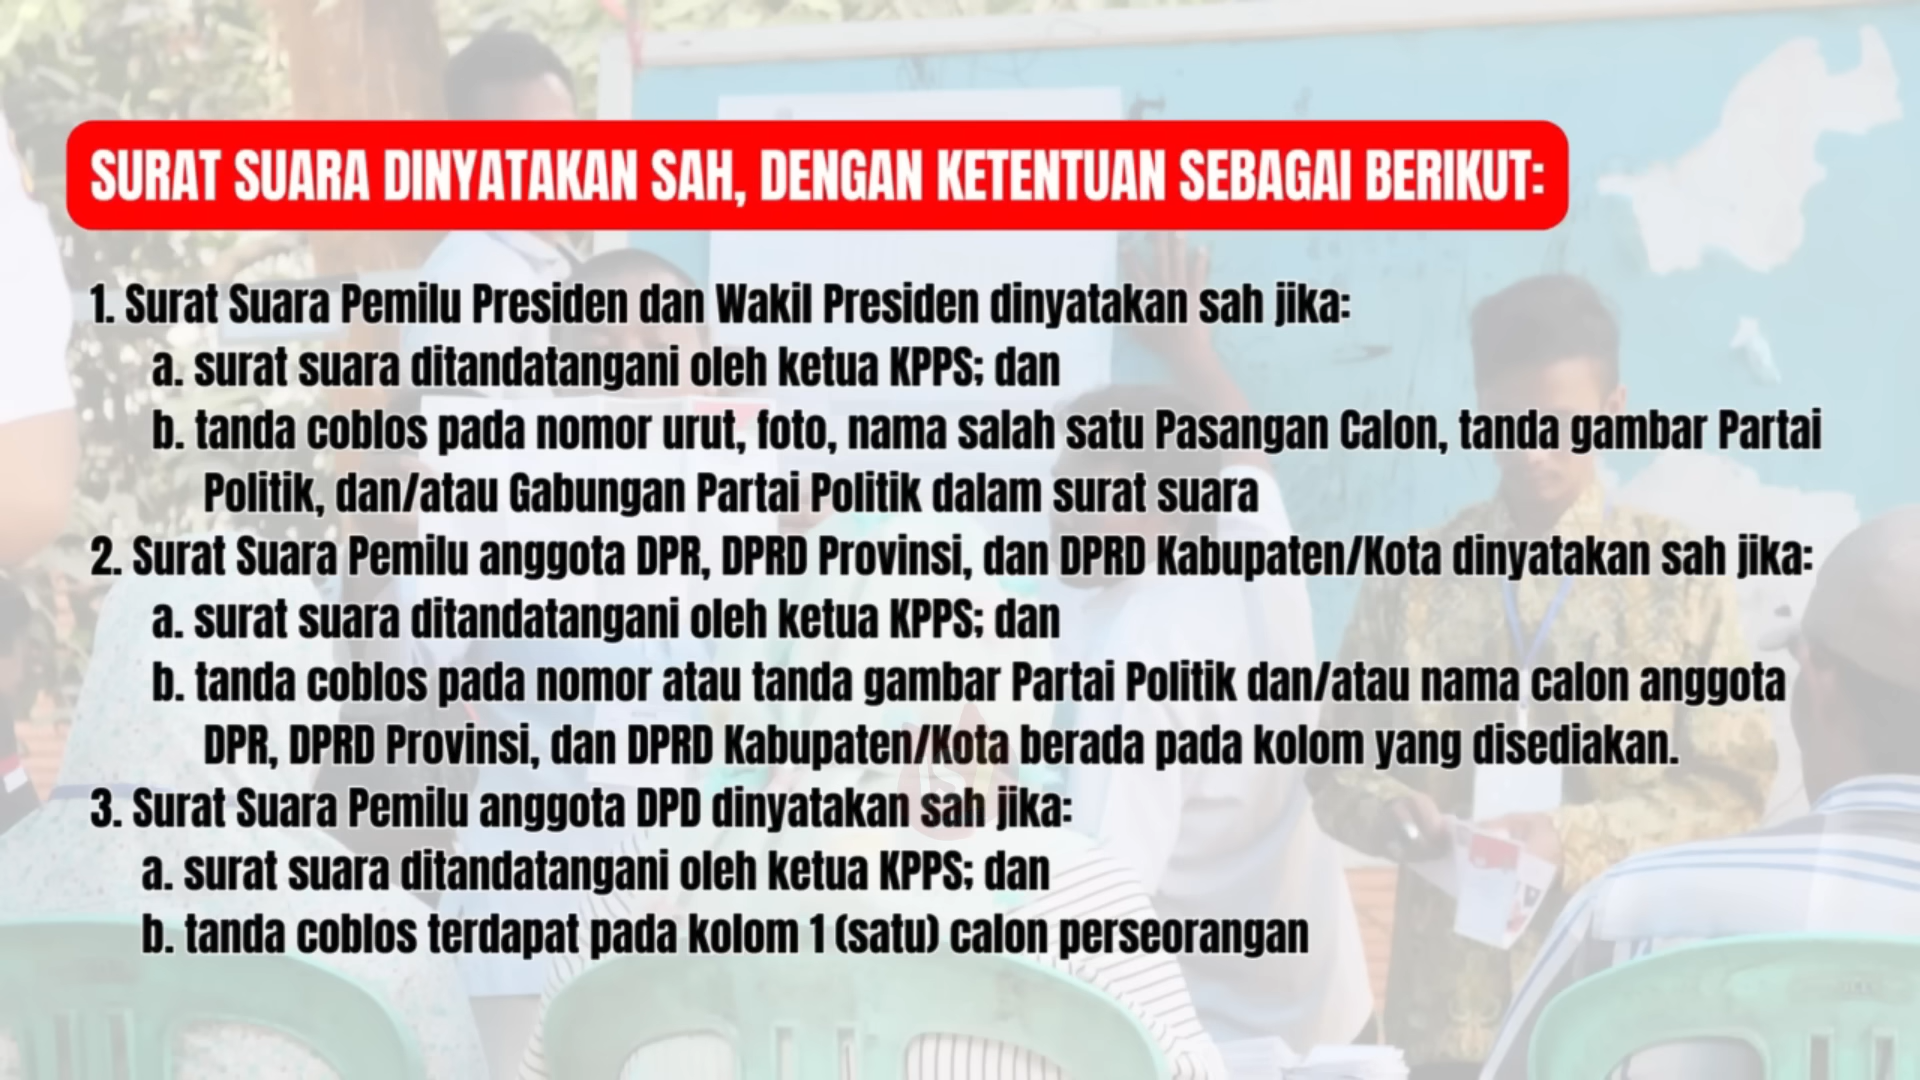 SURAT SUARA DINYATAKAN SAH, DENGAN KETENTUAN SEBAGAI BERIKUT:
1. Surat Suara Pemilu Presiden dan Wakil Presiden dinyatakan sah jika:
a. surat suara ditandatangani oleh ketua KPPS; dan
b. tanda coblos pada nomor urut, foto, nama salah satu Pasangan Calon, tanda gambar Partai
Politik, dan/atau Gabungan Partai Politik dalam surat suara
2. Surat Suara Pemilu anggota DPR, DPRD Provinsi, dan DPRD Kabupaten/Kota dinyatakan sah jika:
a. surat suara ditandatangani oleh ketua KPPS; dan
b. tanda coblos pada nomor atau tanda gambar Partai Politik dan/atau nama calon anggota
DPR, DPRD Provinsi, dan DPRD Kabupaten/Kota berada pada kolom yang disediakan.
3. Surat Suara Pemilu anggota DPD dinyatakan sah jika:
a. surat suara ditandatangani oleh ketua KPPS; dan
b. tanda coblos terdapat pada kolom 1 (satu) calon perseorangan